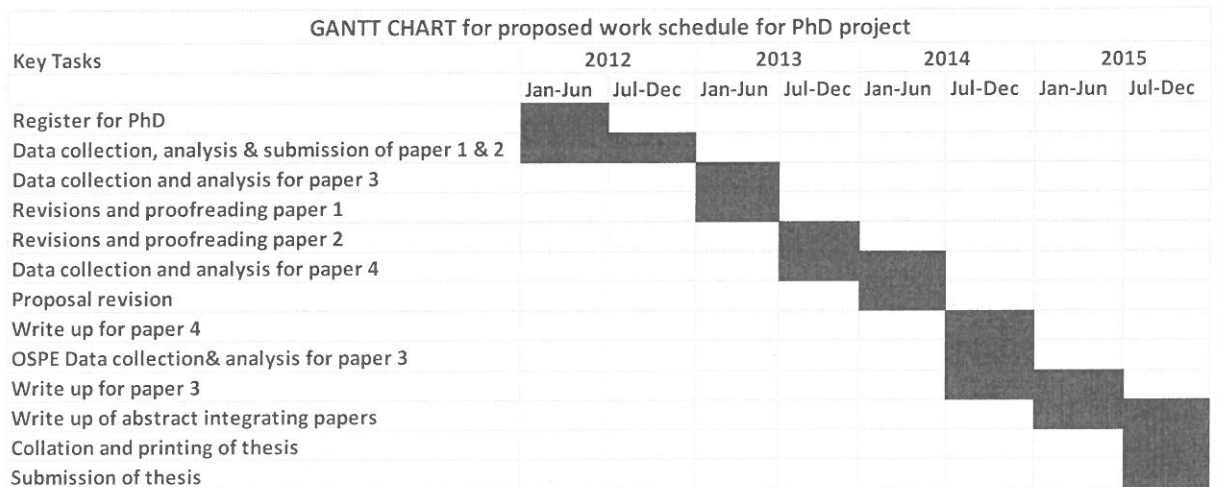 GANTT CHART for proposed work schedule for PhD project
Key Tasks 2012 2013 2014 2015
Jan-Jun Jul-Dec Jan-Jun Jul-Dec Jan-Jun Jul-Dec Jan-Jun Jul-Dec
Register for PhD
Data collection, analysis & submission of paper 1 & 2
Data collection and analysis for paper 3
Revisions and proofreading paper 1
Revisions and proofreading paper 2
Data collection and analysis for paper 4
Proposal revision
Write up for paper 4
OSPE Data collection& analysis for paper 3
Write up for paper 3
Write up of abstract integrating papers
Collation and printing of thesis
Submission of thesis